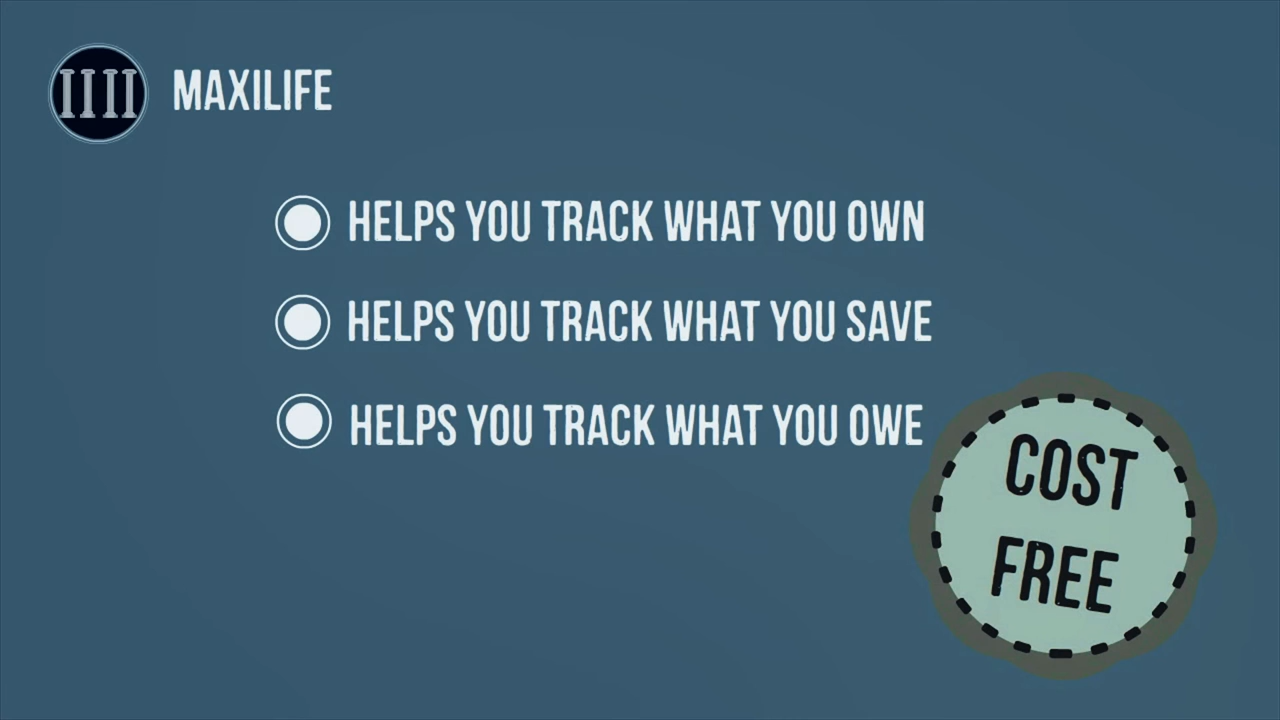 MAXILIFE
HELPS YOU TRACK WHAT YOU OWN
HELPS YOU TRACK WHAT YOU SAVE
HELPS YOU TRACK WHAT YOU OWE
COST
FREE